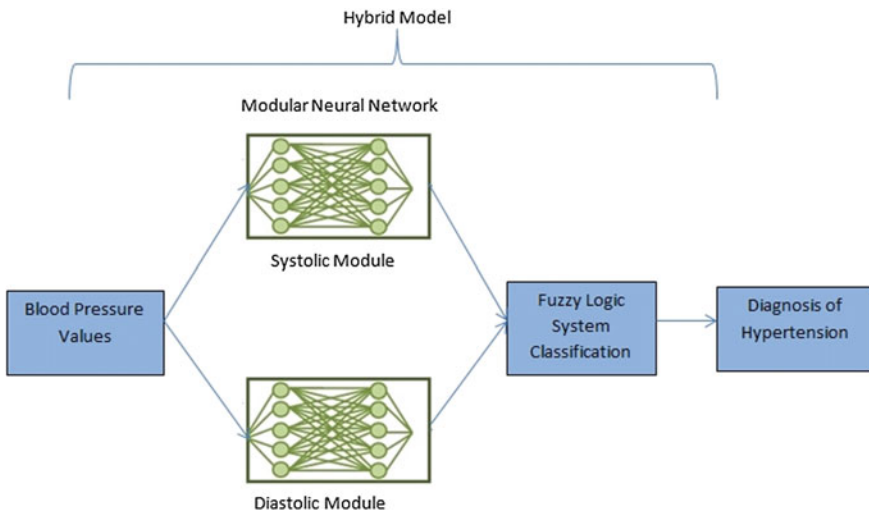 Hybrid Model
Modular Neural Network
Systolic Module
Blood Pressure
Values
Fuzzy Logic
System
Classification
Diagnosis of
Hypertension
Diastolic Module